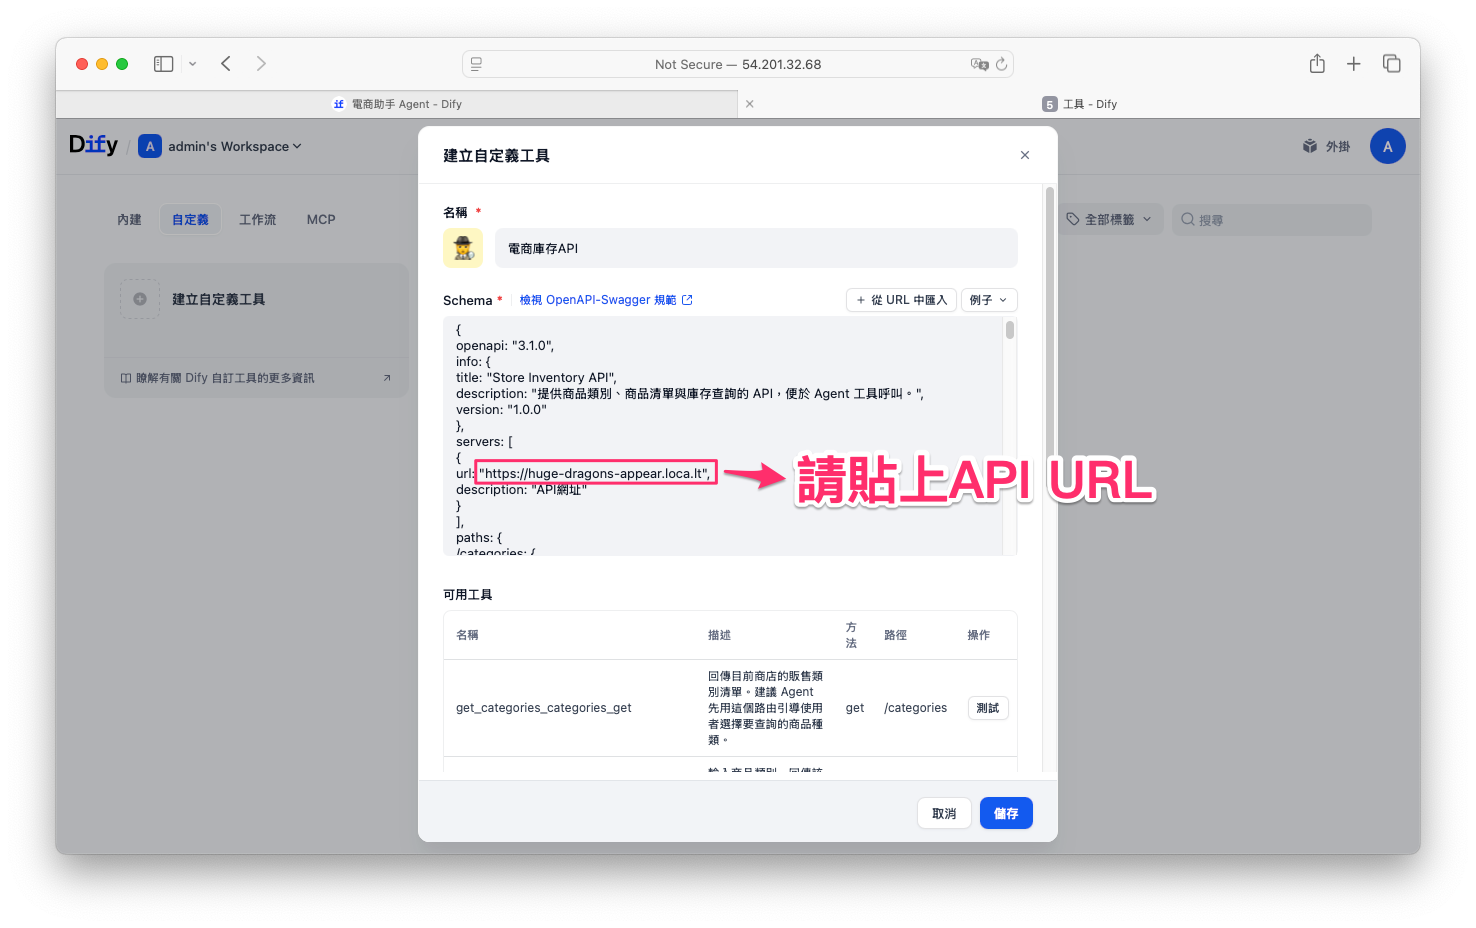 Not Secure — 54.201.32.68
電商助手 Agent - Dify
5 工具 - Dify
Dify / A admin's Workspace
外掛
A
內建
自定義
工作流
MCP
全部標籤
搜尋
建立自定義工具
瞭解有關 Dify 自訂工具的更多資訊
建立自定義工具
名稱 *
電商庫存API
Schema *
檢視 OpenAPI-Swagger 規範
從 URL 中匯入
例子
{
openapi: "3.1.0",
info: {
title: "Store Inventory API",
description: "提供商品類別、商品清單與庫存查詢的 API，便於 Agent 工具呼叫。",
version: "1.0.0"
},
servers: [
{
url: "https://huge-dragons-appear.loca.lt",
description: "API網址"
}
],
paths: {
/categories: {
請貼上API URL
可用工具
名稱
描述
方
法
路徑
操作
get_categories_categories_get
回傳目前商店的販售類
別清單。建議 Agent
先用這個路由引導使用
者選擇要查詢的商品種
類。
get
/categories
測試
取消
儲存